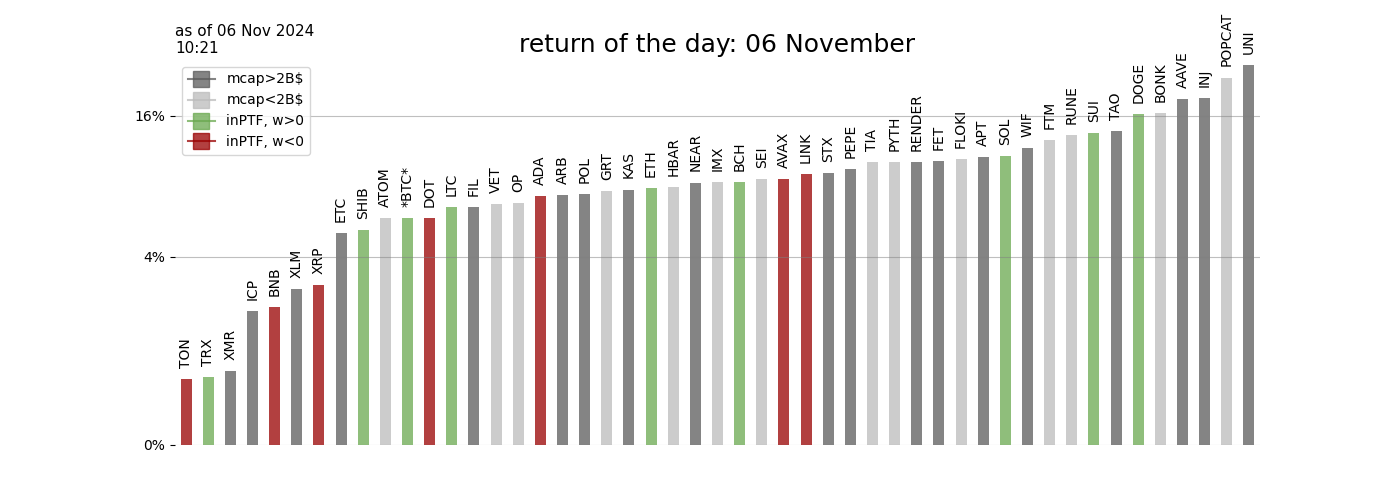 as of 06 Nov 2024
10:21
return of the day: 06 November
mcap>2B$
mcap<2B$
inPTF, w>0
inPTF, w<0
16%
4%
0%
TON
TRX
XMR
ICP
BNB
XLM
XRP
ETC
SHIB
ATOM
*BTC*
DOT
LTC
FIL
VET
OP
ADA
ARB
POL
GRT
KAS
ETH
HBAR
NEAR
IMX
BCH
SEI
AVAX
LINK
STX
PEPE
TIA
PYTH
RENDER
FET
FLOKI
APT
SOL
WIF
FTM
RUNE
SUI
TAO
DOGE
BONK
AAVE
INJ
POPCAT
UNI